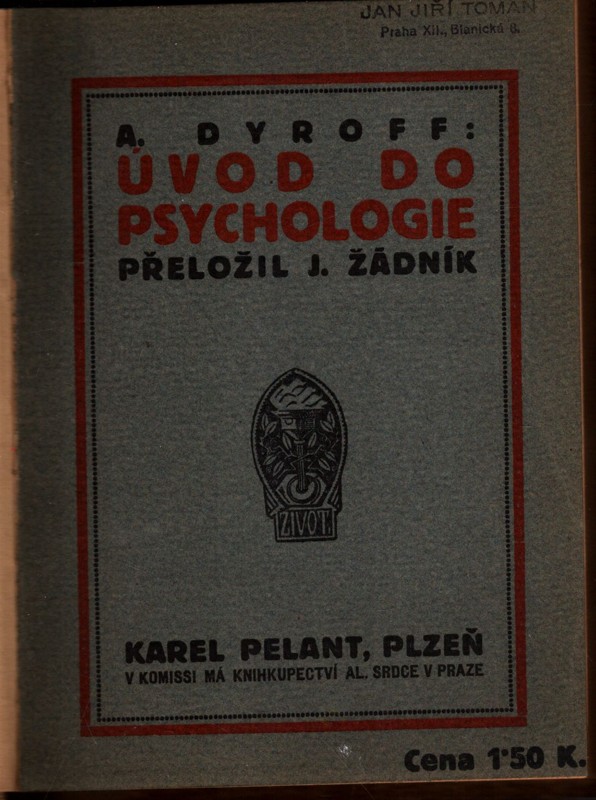 JAN JIŘÍ TOMAN
Praha XII., Blanická 8.
A. DYROFF:
ÚVOD DO
PSYCHOLOGIE
PŘELOŽIL J. ŽÁDNÍK
ŽIVOT.
KAREL PELANT, PLZEŇ
V KOMISSI MÁ KNIHKUPECTVÍ AL. SRDCE V PRAZE
Cena 1·50 K.